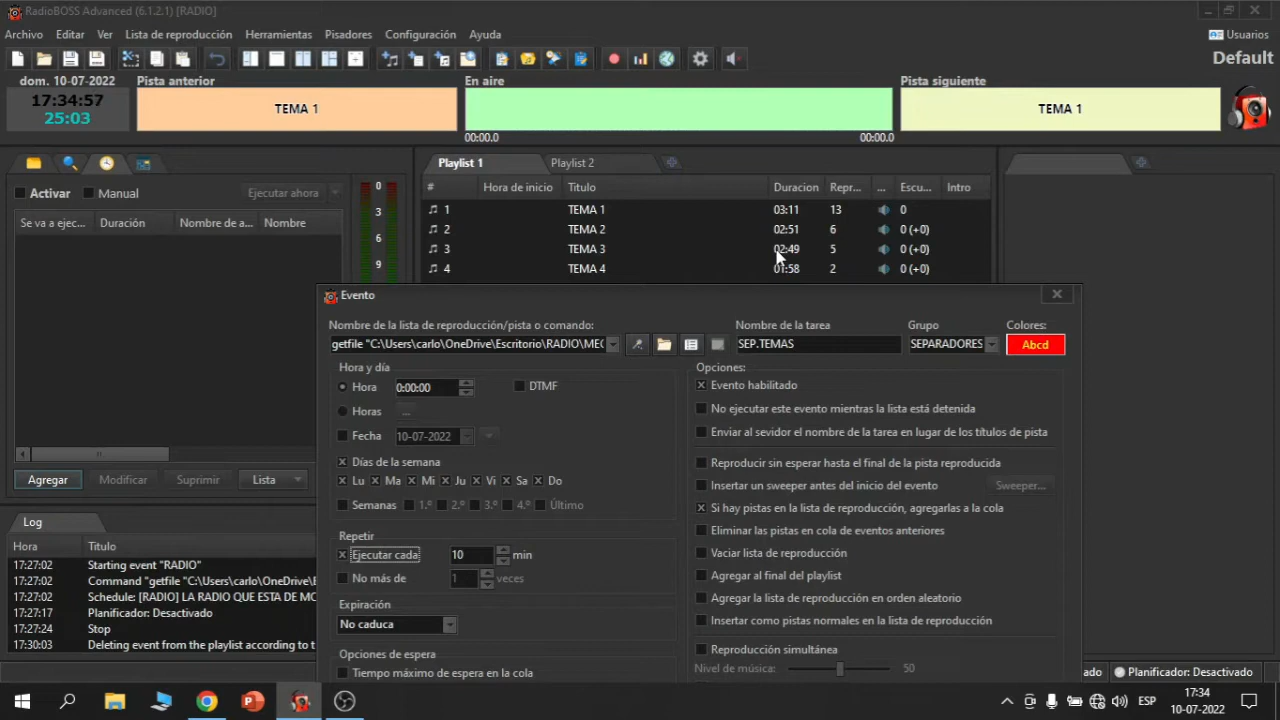 RadioBOSS Advanced (6.1.2.1) [RADIO]
Archivo Editar Ver Lista de reproducción Herramientas Pisadores Configuración Ayuda Usuarios
Default
dom. 10-07-2022 Pista anterior En aire Pista siguiente
17:34:57
25:03
TEMA 1 TEMA 1
00:00.0 00:00.0
Playlist 1 Playlist 2
Activar Manual Ejecutar ahora
# Hora de inicio Titulo Duracion Repr... ... Escu... Intro
Se va a ejec... Duración Nombre de a... Nombre
0
3
6
9
1 TEMA 1 03:11 13 0
2 TEMA 2 02:51 6 0 (+0)
3 TEMA 3 02:49 5 0 (+0)
4 TEMA 4 01:58 2 0 (+0)
Agregar Modificar Suprimir Lista
Log
Hora Titulo
17:27:02 Starting event "RADIO"
17:27:02 Command "getfile "C:\Users\carlo\OneDrive\E
17:27:02 Schedule: [RADIO] LA RADIO QUE ESTA DE MO
17:27:17 Planificador: Desactivado
17:27:24 Stop
17:30:03 Deleting event from the playlist according to t
Evento
Nombre de la lista de reproducción/pista o comando: Nombre de la tarea Grupo Colores:
getfile "C:\Users\carlo\OneDrive\Escritorio\RADIO\MEG SEP.TEMAS SEPARADORES Abcd
Hora y día
Hora 0:00:00 DTMF
Horas ...
Fecha 10-07-2022
Días de la semana
Lu Ma Mi Ju Vi Sa Do
Semanas 1.º 2.º 3.º 4.º Último
Repetir
Ejecutar cada 10 min
No más de 1 veces
Expiración
No caduca
Opciones de espera
Tiempo máximo de espera en la cola
Opciones:
Evento habilitado
No ejecutar este evento mientras la lista está detenida
Enviar al sevidor el nombre de la tarea en lugar de los títulos de pista
Reproducir sin esperar hasta el final de la pista reproducida
Insertar un sweeper antes del inicio del evento Sweeper...
Si hay pistas en la lista de reproducción, agregarlas a la cola
Eliminar las pistas en cola de eventos anteriores
Vaciar lista de reproducción
Agregar al final del playlist
Agregar la lista de reproducción en orden aleatorio
Insertar como pistas normales en la lista de reproducción
Reproducción simultánea
Nivel de música: 50
ado Planificador: Desactivado
ESP 17:34
10-07-2022